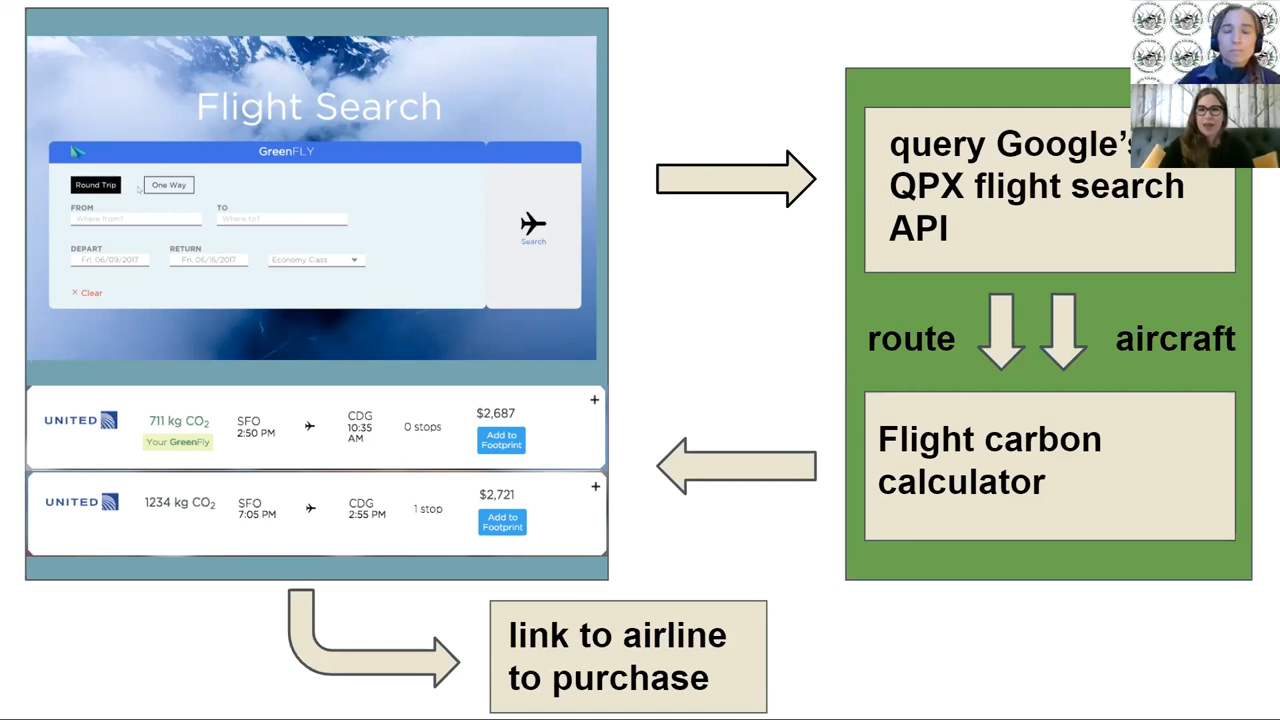 Flight Search
GreenFLY
Round Trip
One Way
FROM
TO
Where from?
Where to?
DEPART
RETURN
Fri, 06/09/2017
Fri, 06/16/2017
Economy Class
Search
× Clear
UNITED
711 kg CO₂
Your GreenFly
SFO
2:50 PM
CDG
10:35
AM
0 stops
$2,687
Add to
Footprint
+
UNITED
1234 kg CO₂
SFO
7:05 PM
CDG
2:55 PM
1 stop
$2,721
Add to
Footprint
+
link to airline
to purchase
query Google's
QPX flight search
API
route
aircraft
Flight carbon
calculator